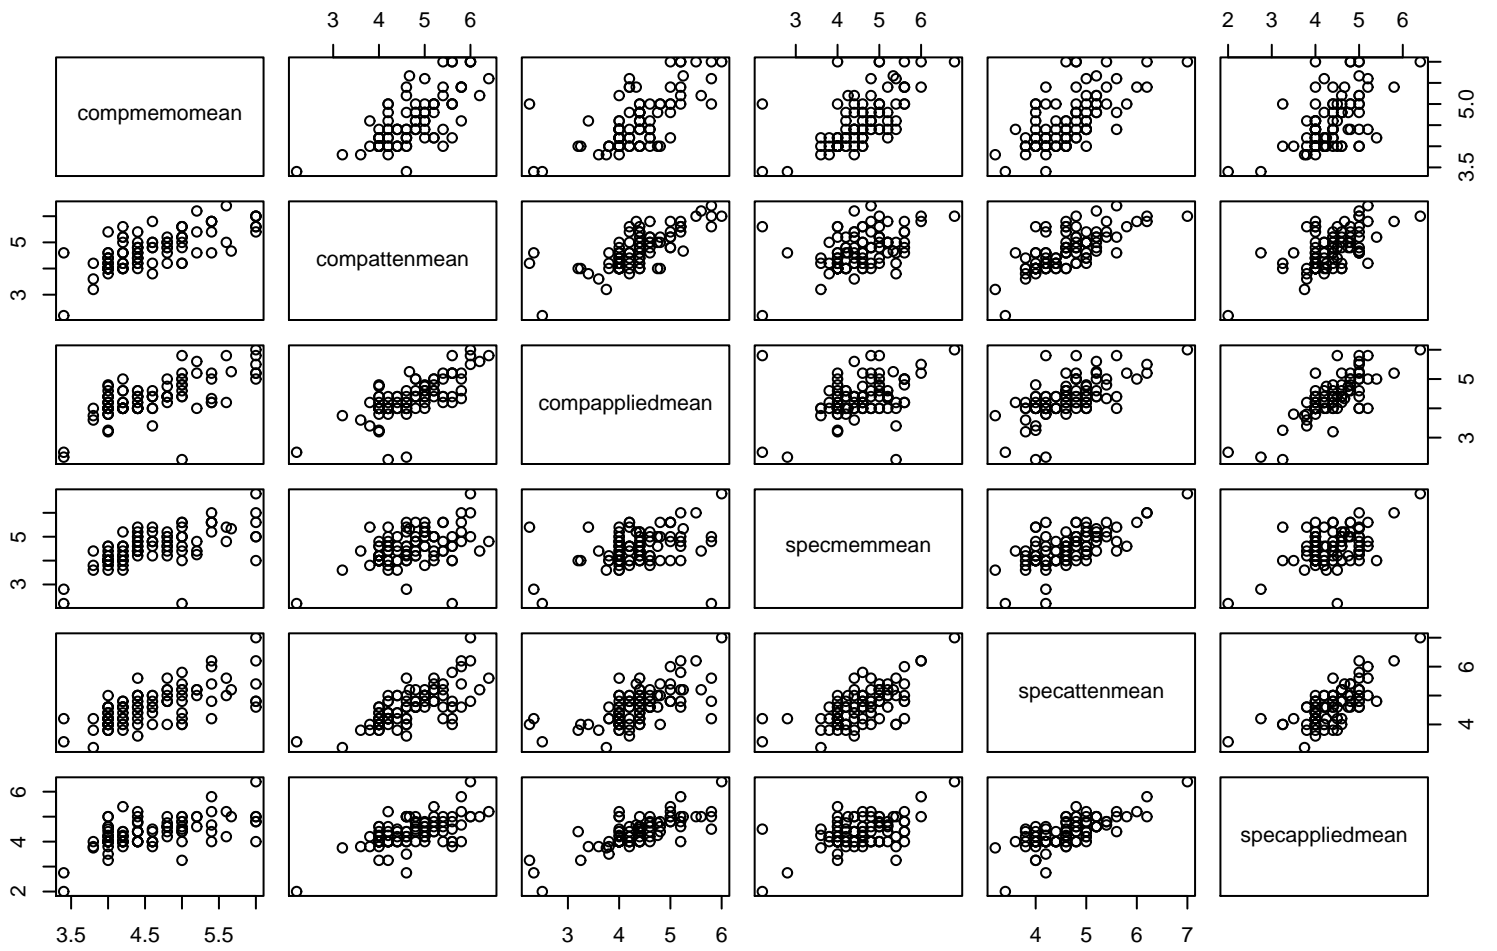 3 4 5 6
3 4 5 6
2 3 4 5 6
compmemomean
3.5 5.0
3 5
compattenmean
compappliedmean
3 5
3 5
specmemmean
specattenmean
4 6
2 4 6
specappliedmean
3.5 4.5 5.5
3 4 5 6
4 5 6 7